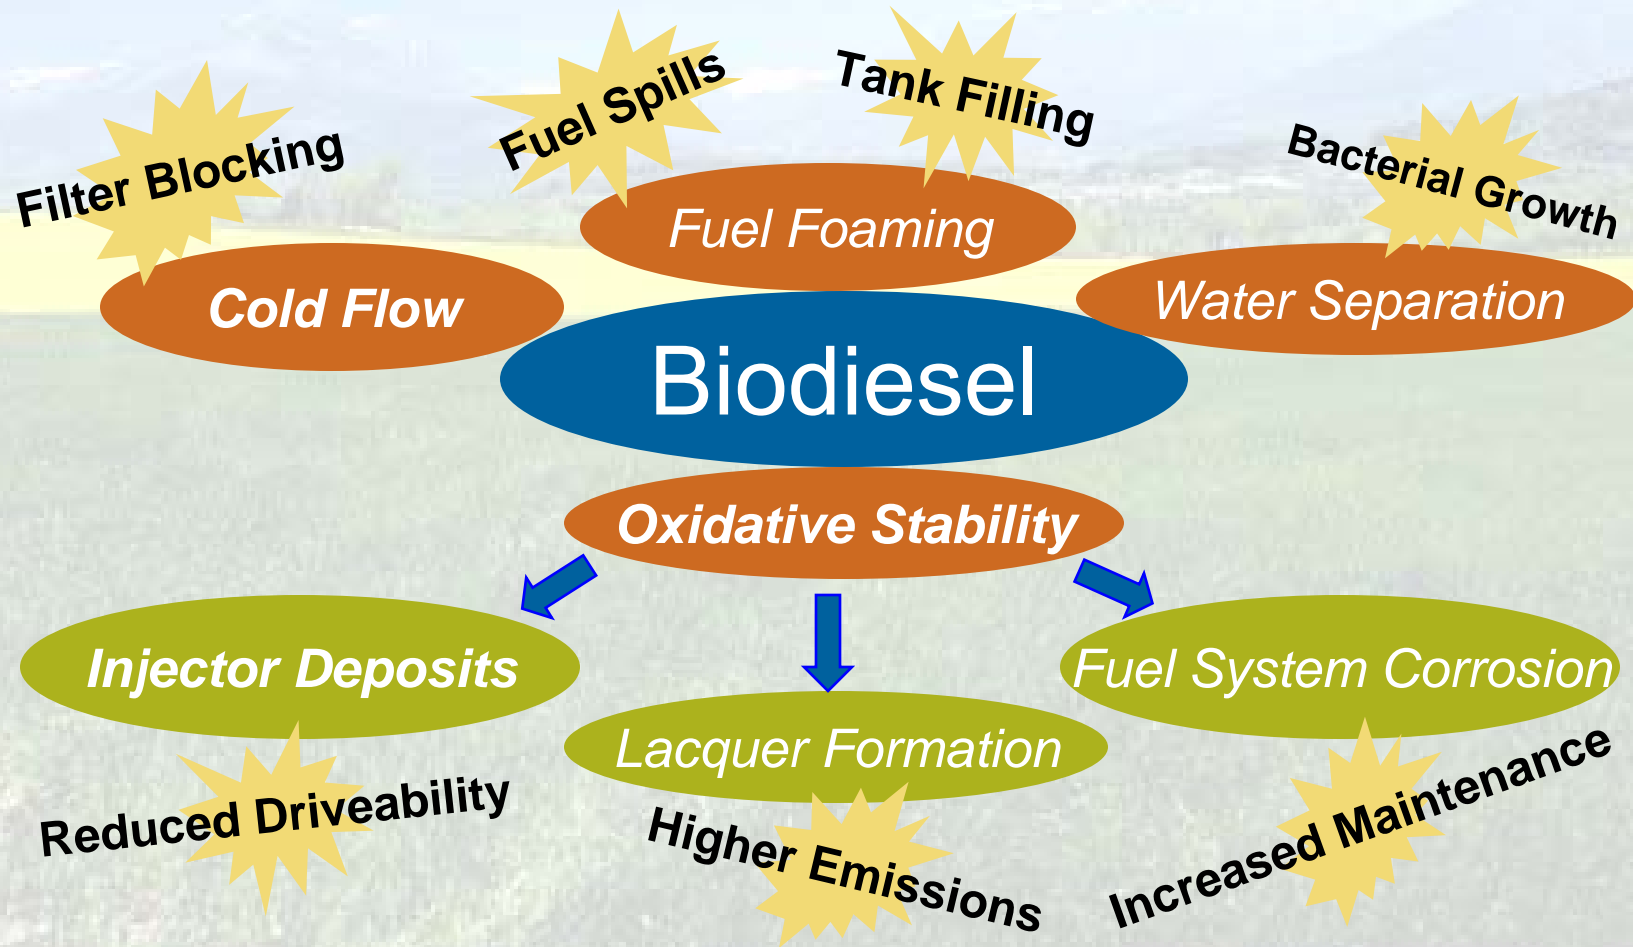 Filter Blocking
Fuel Spills
Tank Filling
Bacterial Growth
Fuel Foaming
Cold Flow
Water Separation
Biodiesel
Oxidative Stability
Injector Deposits
Lacquer Formation
Fuel System Corrosion
Reduced Driveability
Higher Emissions
Increased Maintenance